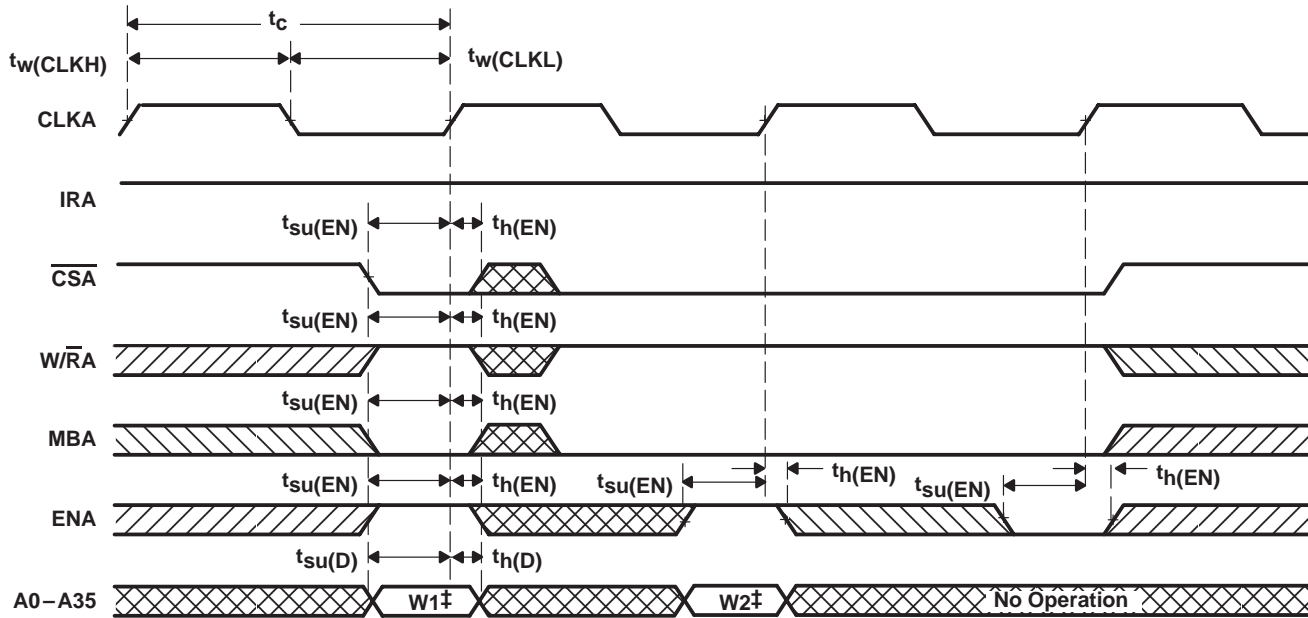 tc
tw(CLKH)
tw(CLKL)
CLKA
IRA
tsu(EN)
th(EN)
CSA
tsu(EN)
th(EN)
W/RA
tsu(EN)
th(EN)
MBA
tsu(EN)
th(EN)
tsu(EN)
th(EN)
tsu(EN)
th(EN)
ENA
tsu(D)
th(D)
A0–A35
W1‡
W2‡
No Operation